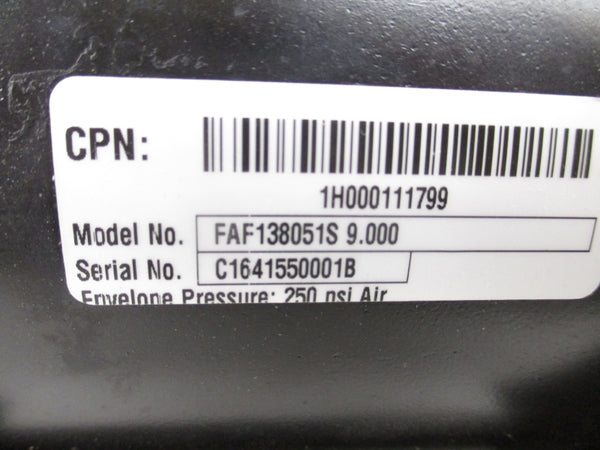 CPN:
1H000111799
Model No. FAF138051S 9.000
Serial No. C1641550001B
Envelope Pressure: 250 psi Air